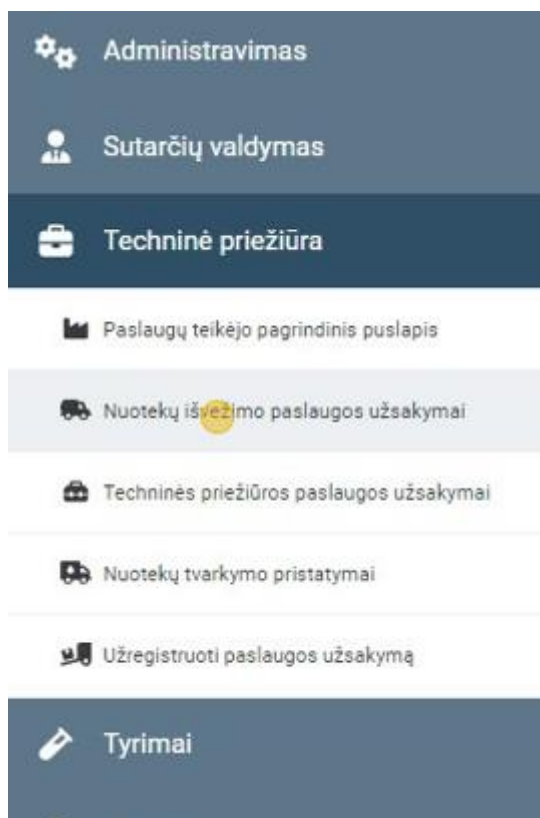 Administravimas
Sutarčių valdymas
Techninė priežiūra
Paslaugų teikėjo pagrindinis puslapis
Nuotekų išvežimo paslaugos užsakymai
Techninės priežiūros paslaugos užsakymai
Nuotekų tvarkymo pristatymai
Užregistruoti paslaugos užsakymą
Tyrimai